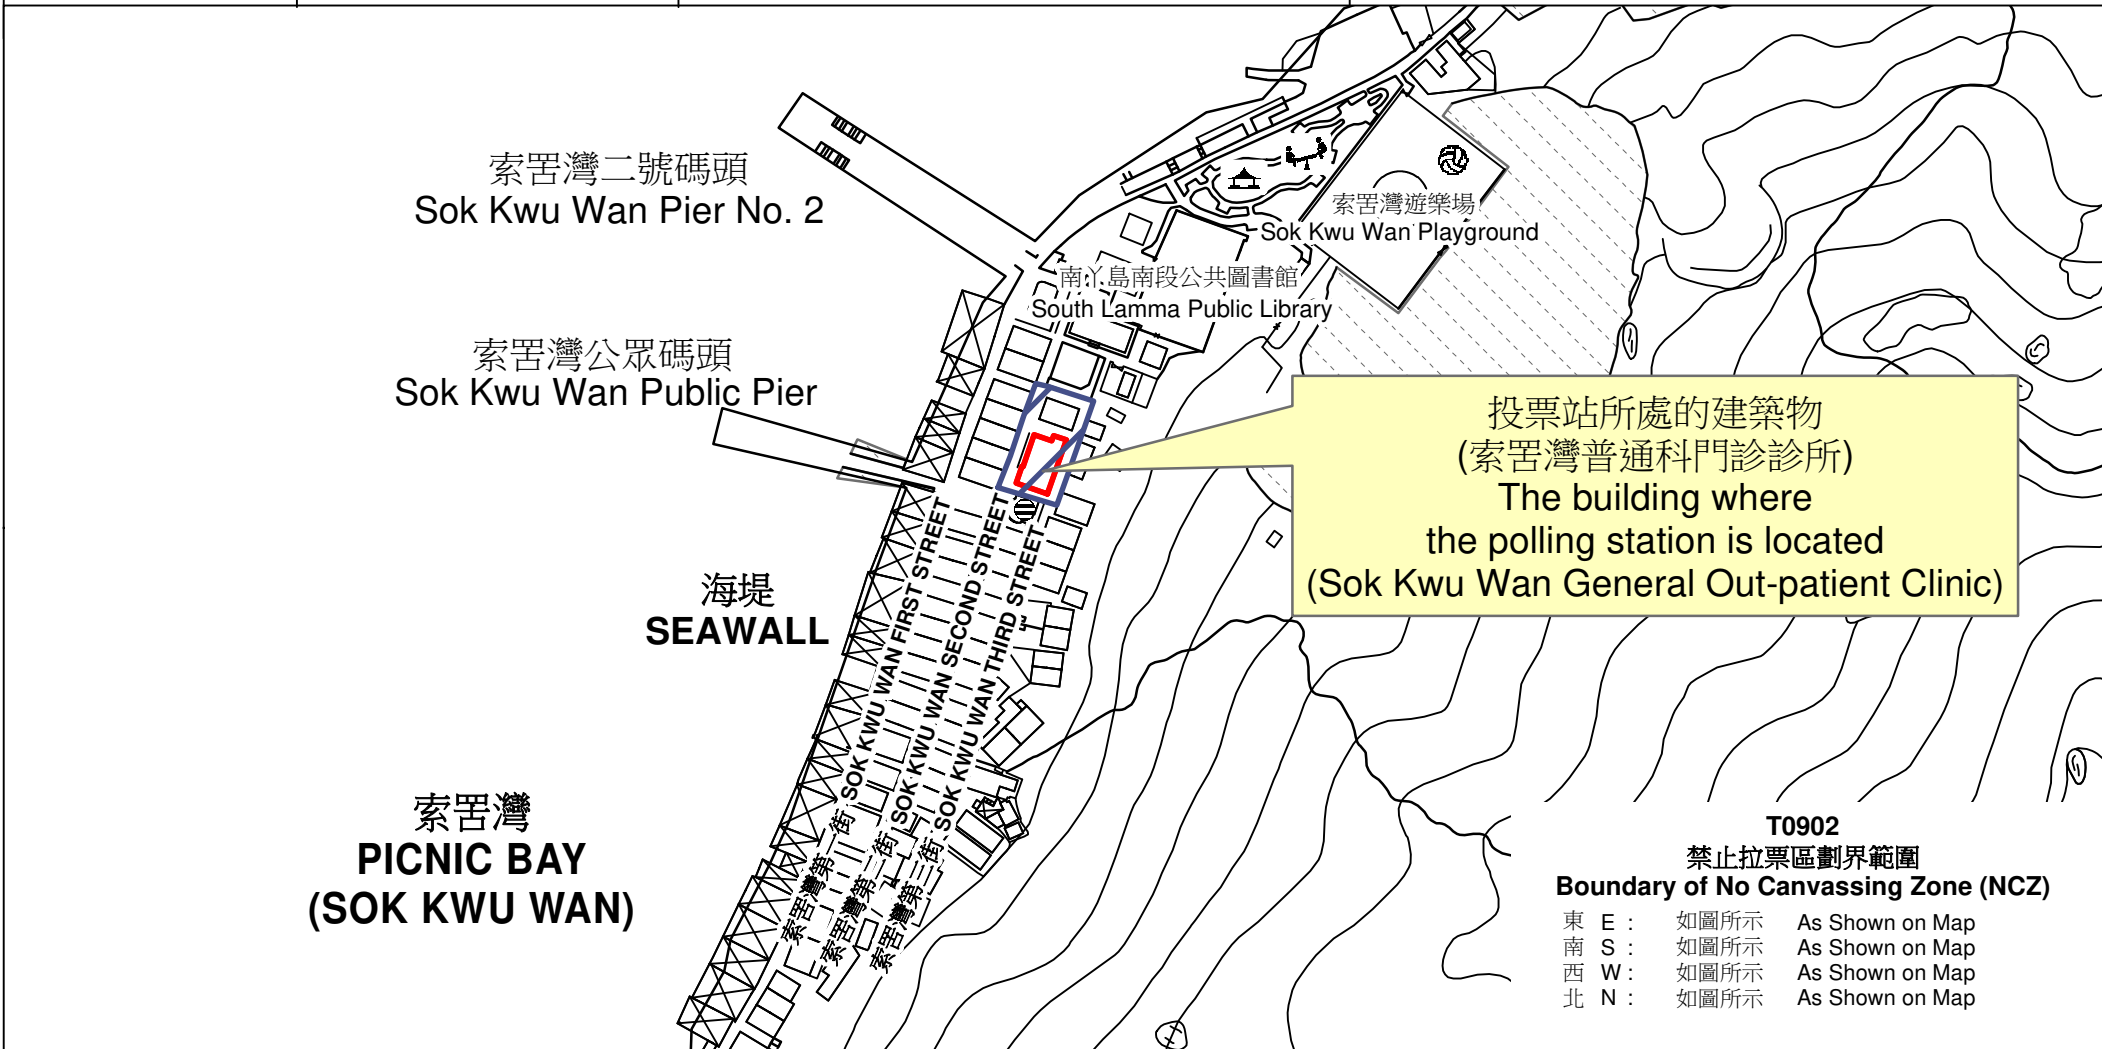 索罟灣二號碼頭
Sok Kwu Wan Pier No. 2
索罟灣遊樂場
Sok Kwu Wan Playground
南丫島南段公共圖書館
South Lamma Public Library
索罟灣公眾碼頭
Sok Kwu Wan Public Pier
投票站所處的建築物
(索罟灣普通科門診診所)
The building where
the polling station is located
(Sok Kwu Wan General Out-patient Clinic)
海堤
SEAWALL
索罟灣第一街 SOK KWU WAN FIRST STREET
索罟灣第二街 SOK KWU WAN SECOND STREET
索罟灣第三街 SOK KWU WAN THIRD STREET
索罟灣
PICNIC BAY
(SOK KWU WAN)
T0902
禁止拉票區劃界範圍
Boundary of No Canvassing Zone (NCZ)
東 E : 如圖所示 As Shown on Map
南 S : 如圖所示 As Shown on Map
西 W : 如圖所示 As Shown on Map
北 N : 如圖所示 As Shown on Map